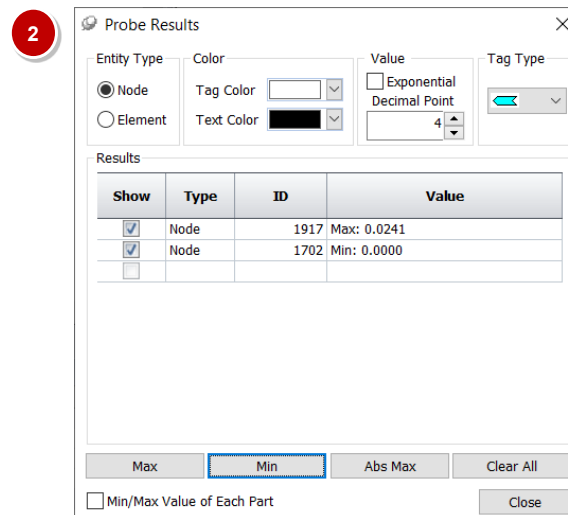 2
Probe Results
Entity Type
Color
Value
Tag Type
Node
Tag Color
Exponential
Decimal Point
Element
Text Color
4
Results
Show Type ID Value
Node 1917 Max: 0.0241
Node 1702 Min: 0.0000
Max Min Abs Max Clear All
Min/Max Value of Each Part
Close